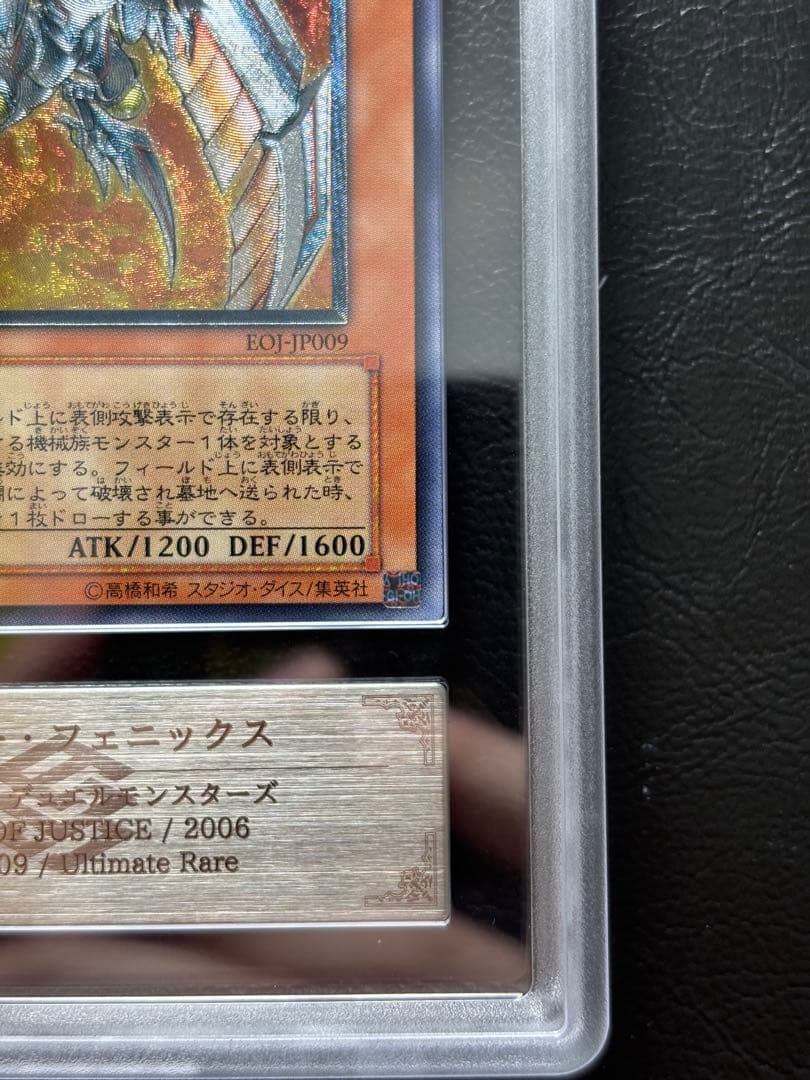 EOJ-JP009
ルド上に表側攻撃表示で存在する限り、
する機械族モンスター1体を対象とする
無効にする。フィールド上に表側表示で
闘によって破壊され墓地へ送られた時、
1枚ドローする事ができる。
ATK/1200 DEF/1600
©高橋和希 スタジオ・ダイス/集英社
ー・フェニックス
デュエルモンスターズ
OF JUSTICE / 2006
09 / Ultimate Rare